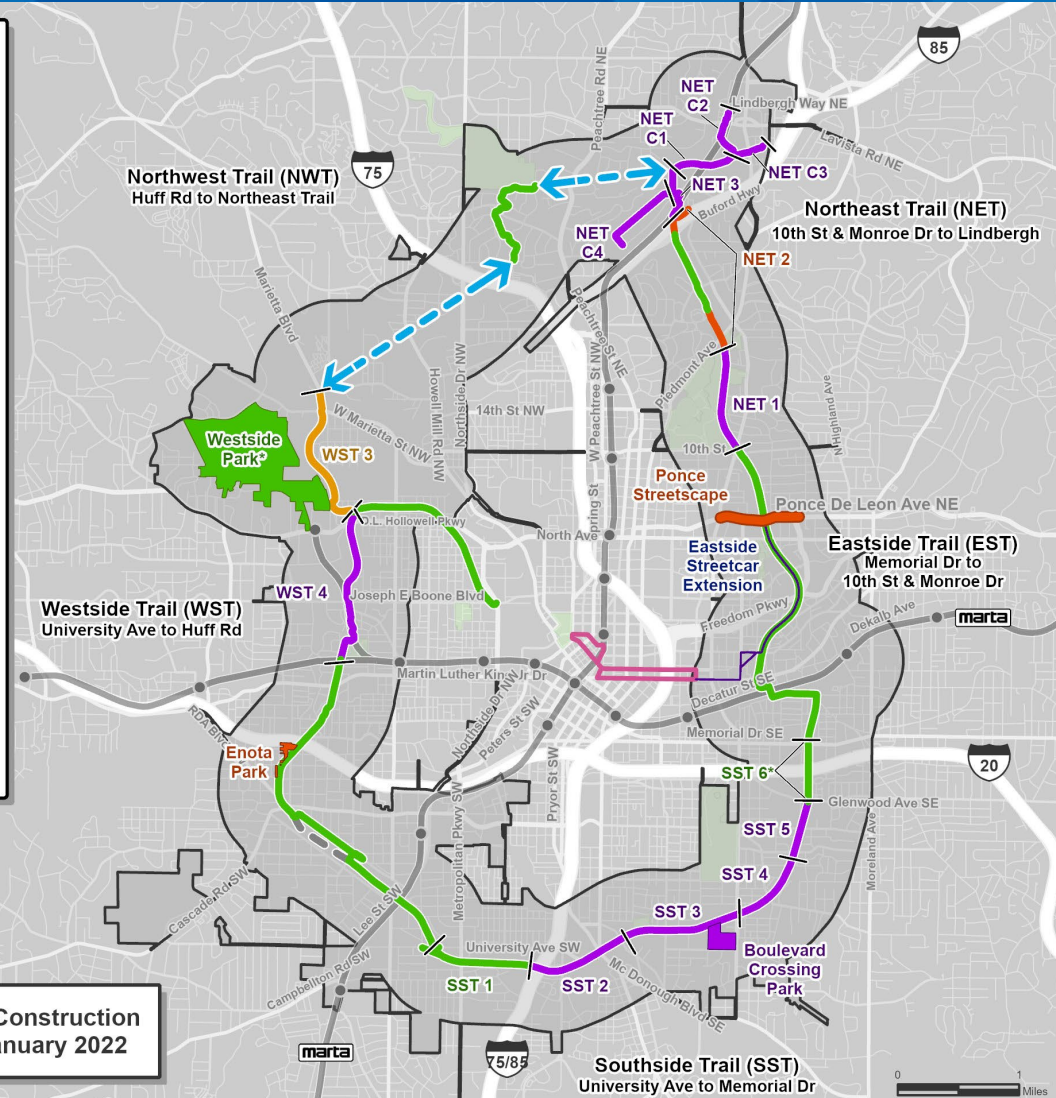 85
Peachtree Rd NE
NET
C2
Lindbergh Way NE
NET
C1
Lavista Rd NE
75
NET C3
Northwest Trail (NWT)
Huff Rd to Northeast Trail
NET 3
Buford Hwy
Northeast Trail (NET)
10th St & Monroe Dr to Lindbergh
NET
C4
NET 2
Marietta Blvd
Peachtree St NE
Piedmont Ave
W Peachtree St NW
Howell Mill Rd NW
Northside Dr NW
14th St NW
W Marietta St NW
NET 1
N Highland Ave
Westside
Park*
WST 3
10th St
Ponce
Streetscape
Ponce De Leon Ave NE
D.L. Hollowell Pkwy
North Ave
Spring St
Eastside
Streetcar
Extension
Eastside Trail (EST)
Memorial Dr to
10th St & Monroe Dr
WST 4
Joseph E Boone Blvd
Westside Trail (WST)
University Ave to Huff Rd
Freedom Pkwy
Dekalb Ave
marta
Martin Luther King Jr Dr
Decatur St SE
Northside Dr NW
Peters St SW
RDA Blvd
Memorial Dr SE
Enota
Park
Pryor St SW
20
SST 6*
Metropolitan Pkwy SW
Glenwood Ave SE
SST 5
Moreland Ave
SST 4
Cascade Rd SW
Lee St SW
SST 3
University Ave SW
Boulevard
Crossing
Park
Campbellton Rd SW
SST 1
SST 2
Mc Donough Blvd SE
Construction
anuary 2022
marta
75/85
Southside Trail (SST)
University Ave to Memorial Dr
0
1
Miles